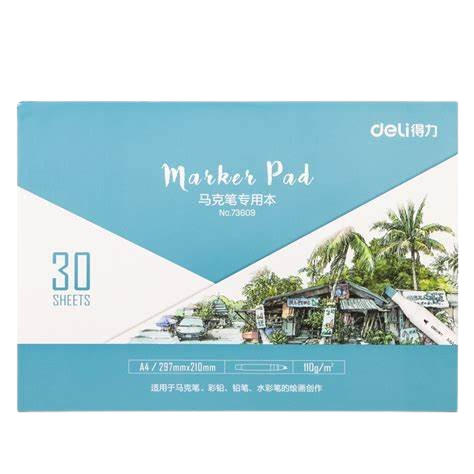 deli得力
Marker Pad
马克笔专用本
No.73609
30
SHEETS
A4 / 297mmx210mm
110g/m²
适用于马克笔、彩铅、铅笔、水彩笔的绘画创作